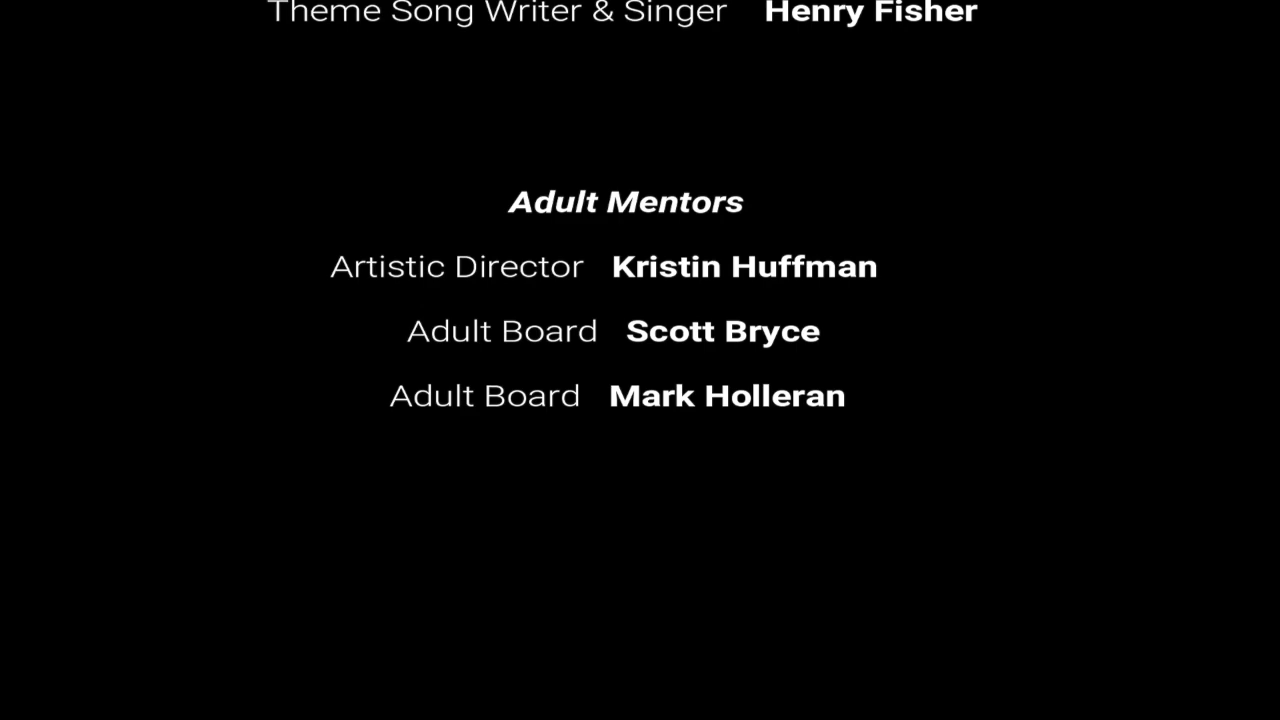 Theme Song Writer & Singer Henry Fisher
Adult Mentors
Artistic Director Kristin Huffman
Adult Board Scott Bryce
Adult Board Mark Holleran